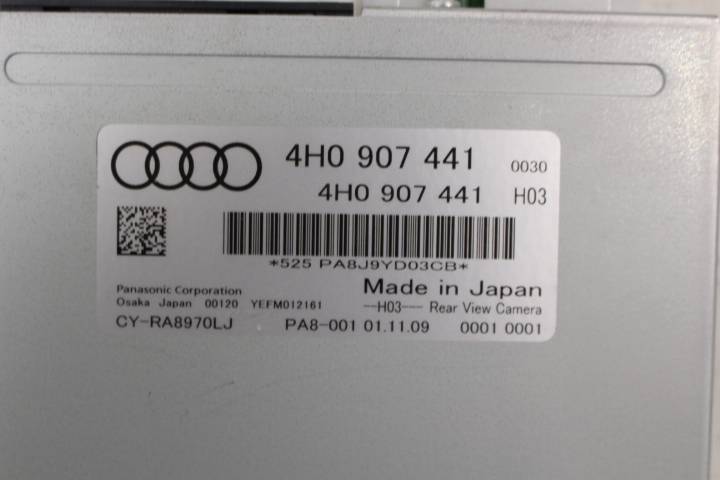 4H0 907 441 0030
4H0 907 441 H03
*525 PA8J9YD03CB*
Panasonic Corporation Made in Japan
Osaka Japan 00120 YEFM012161 --H03-- Rear View Camera
CY-RA8970LJ PA8-001 01.11.09 0001 0001